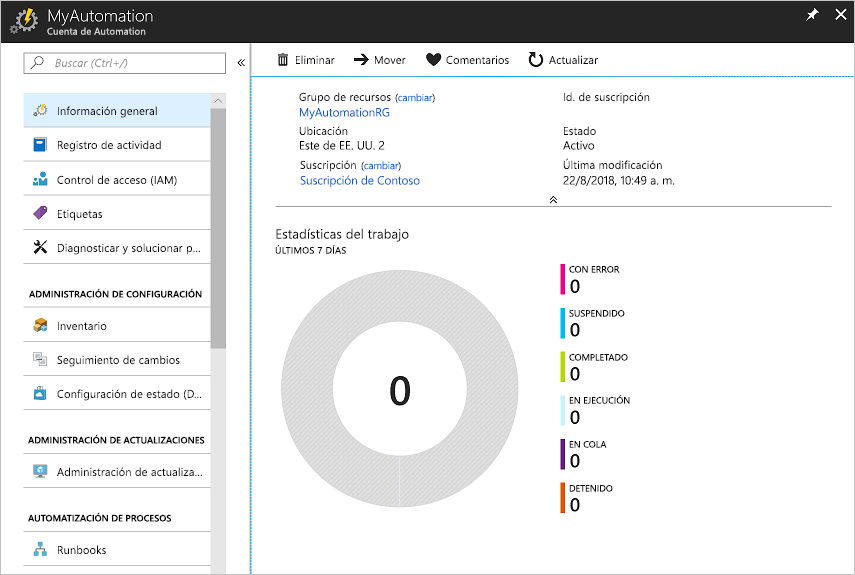 MyAutomation
Cuenta de Automation
Buscar (Ctrl+/)
Información general
Registro de actividad
Control de acceso (IAM)
Etiquetas
Diagnosticar y solucionar p...
ADMINISTRACIÓN DE CONFIGURACIÓN
Inventario
Seguimiento de cambios
Configuración de estado (D...
ADMINISTRACIÓN DE ACTUALIZACIONES
Administración de actualiza...
AUTOMATIZACIÓN DE PROCESOS
Runbooks
Eliminar Mover Comentarios Actualizar
Grupo de recursos (cambiar)
MyAutomationRG
Ubicación
Este de EE. UU. 2
Suscripción (cambiar)
Suscripción de Contoso
Id. de suscripción
Estado
Activo
Última modificación
22/8/2018, 10:49 a. m.
Estadísticas del trabajo
ÚLTIMOS 7 DÍAS
0
CON ERROR
0
SUSPENDIDO
0
COMPLETADO
0
EN EJECUCIÓN
0
EN COLA
0
DETENIDO
0